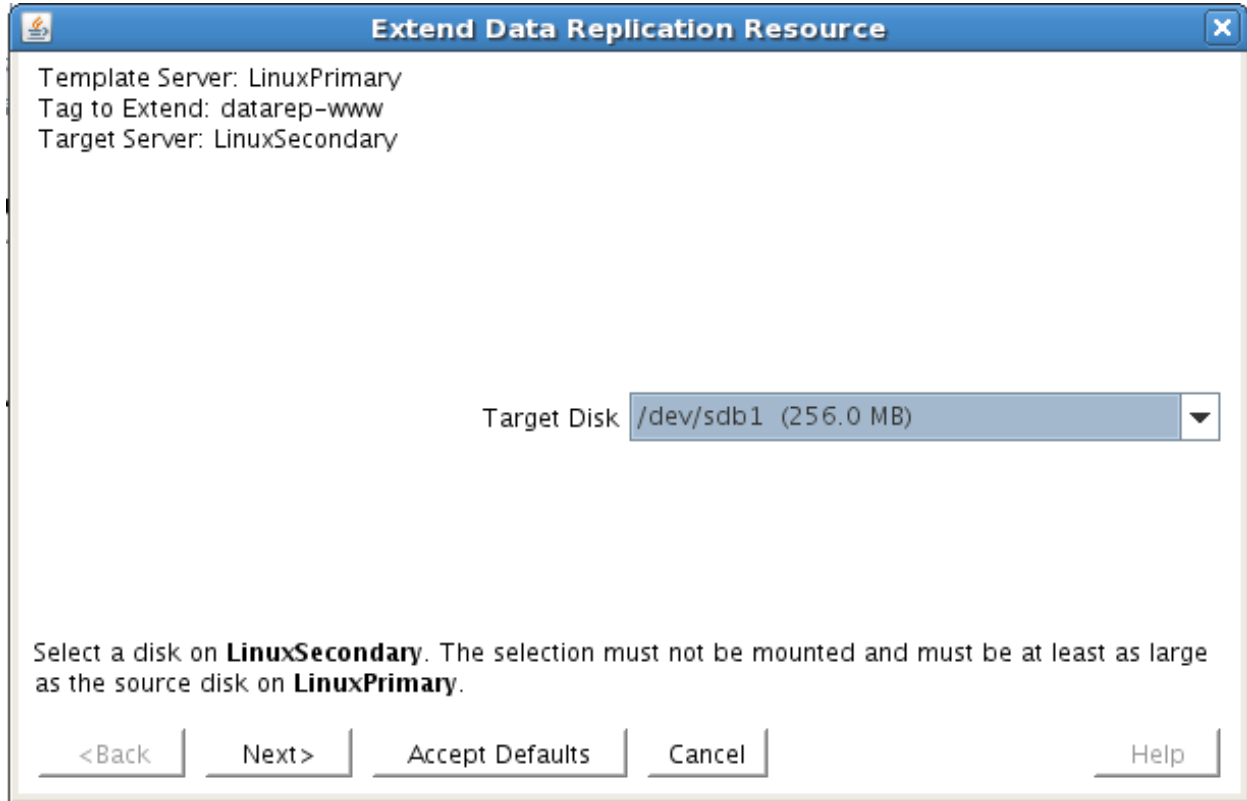 Extend Data Replication Resource
Template Server: LinuxPrimary
Tag to Extend: datarep-www
Target Server: LinuxSecondary
Target Disk /dev/sdb1 (256.0 MB)
Select a disk on LinuxSecondary. The selection must not be mounted and must be at least as large
as the source disk on LinuxPrimary.
<Back Next> Accept Defaults Cancel Help